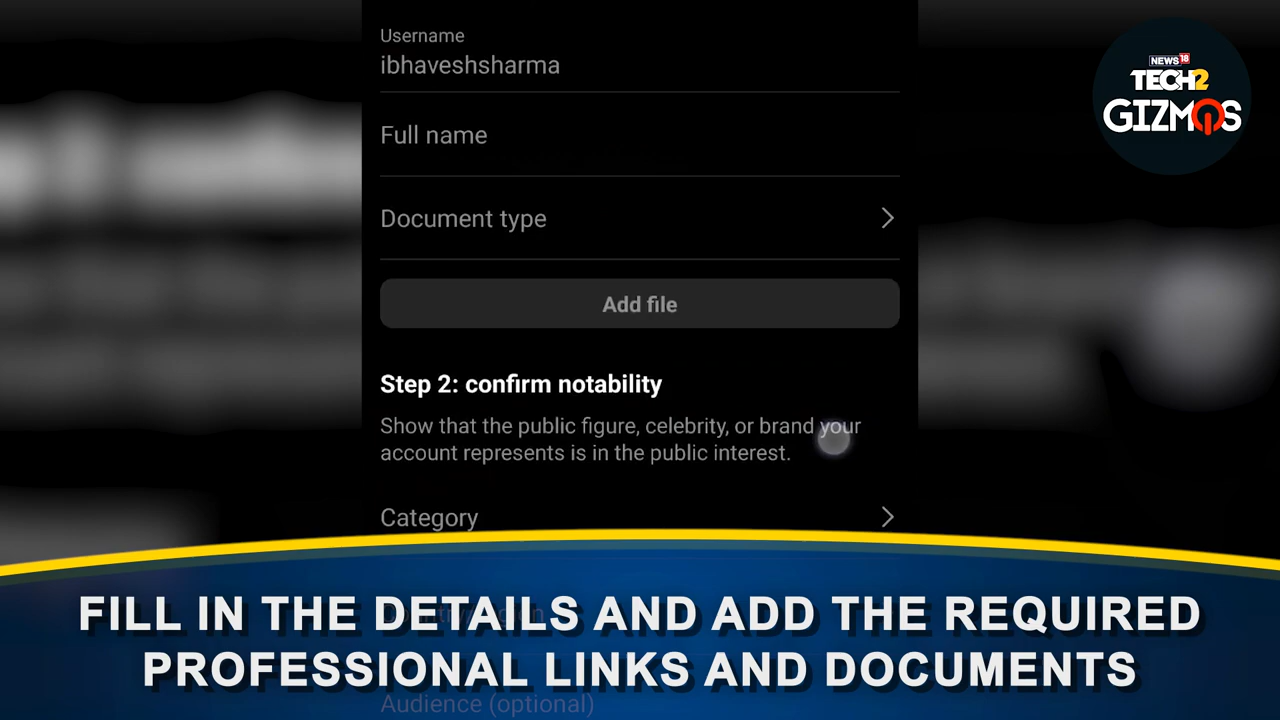 Username
ibhaveshsharma
NEWS 18
TECH2
GIZMOS
Full name
Document type
Add file
Step 2: confirm notability
Show that the public figure, celebrity, or brand your
account represents is in the public interest.
Category
FILL IN THE DETAILS AND ADD THE REQUIRED
PROFESSIONAL LINKS AND DOCUMENTS
Audience (optional)